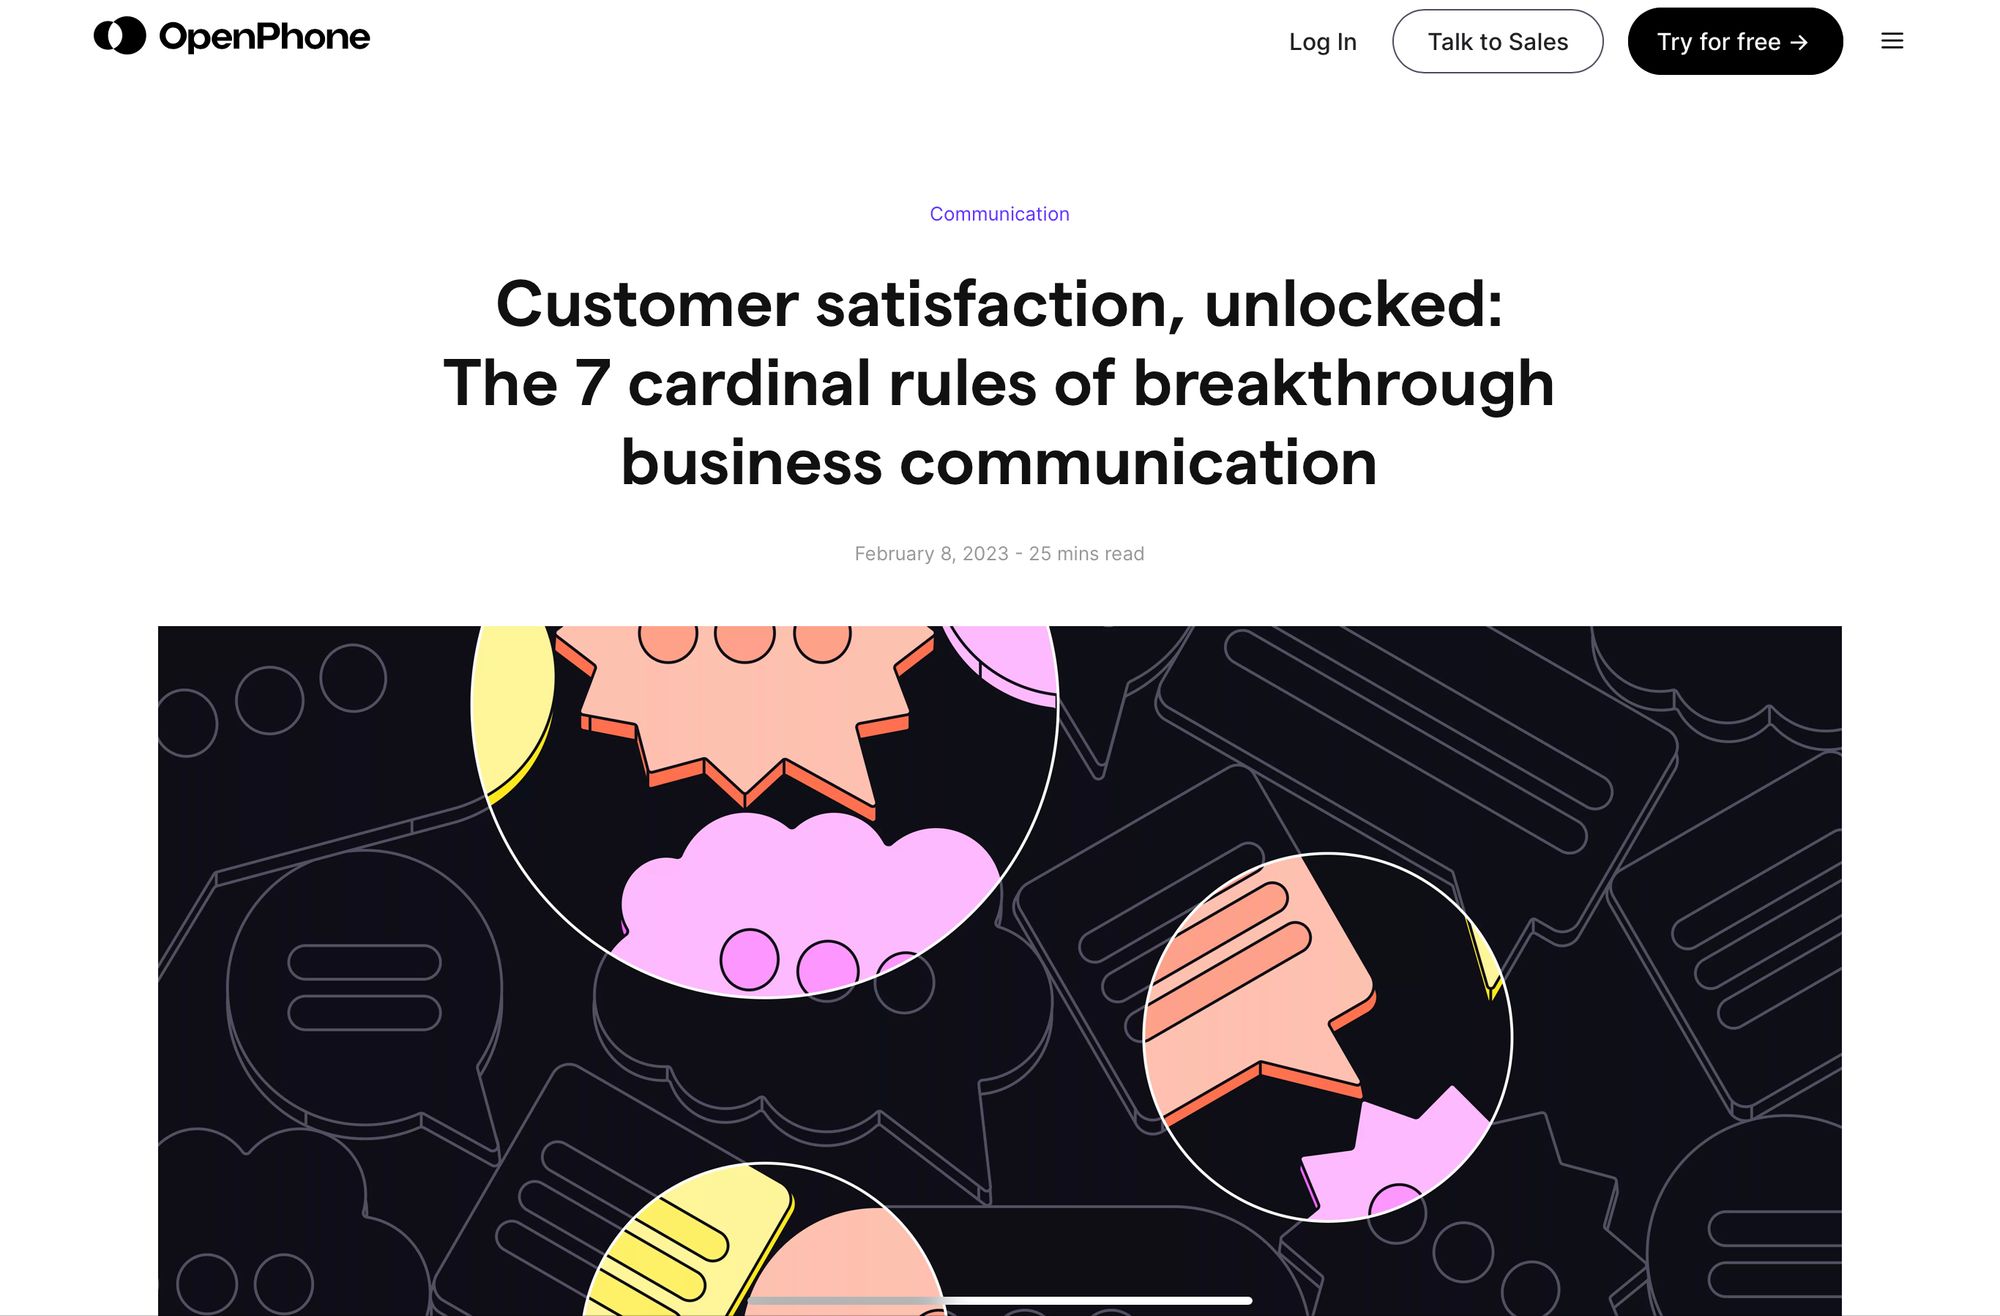 OpenPhone
Log In
Talk to Sales
Try for free →
Communication
Customer satisfaction, unlocked:
The 7 cardinal rules of breakthrough
business communication
February 8, 2023 - 25 mins read